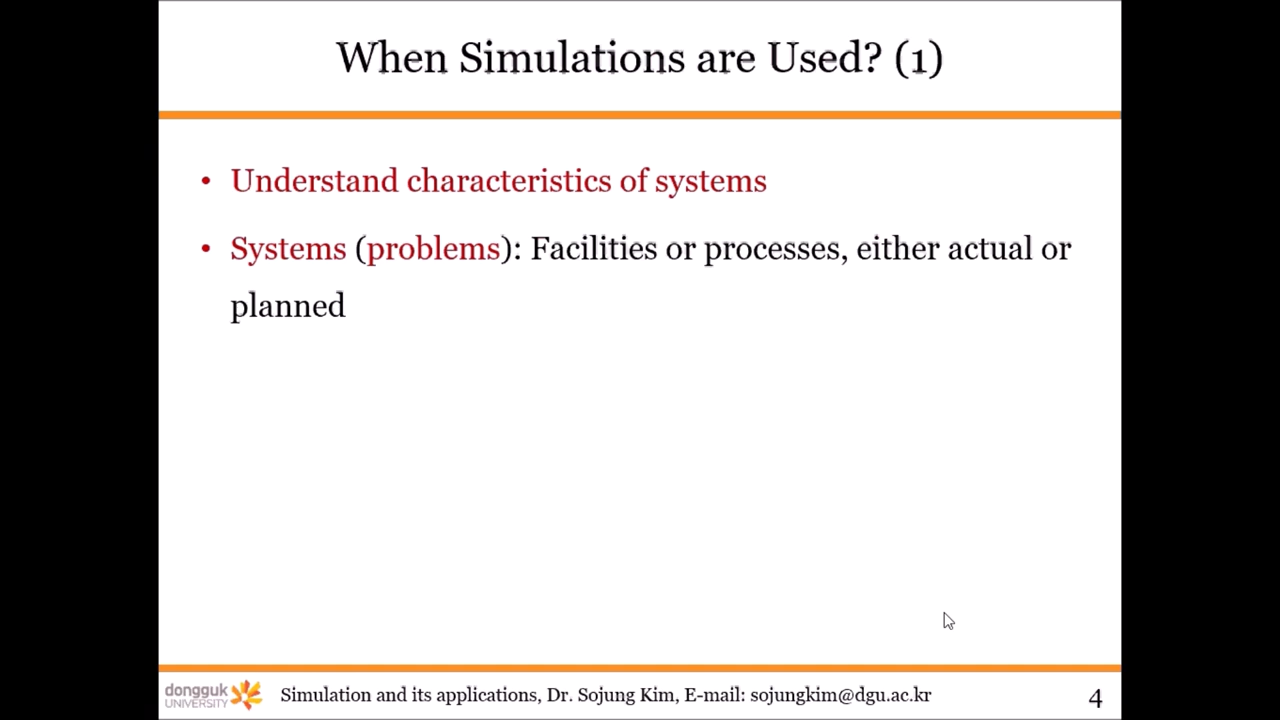 When Simulations are Used? (1)
• Understand characteristics of systems
• Systems (problems): Facilities or processes, either actual or
planned
dongguk
UNIVERSITY
Simulation and its applications, Dr. Sojung Kim, E-mail: sojungkim@dgu.ac.kr
4